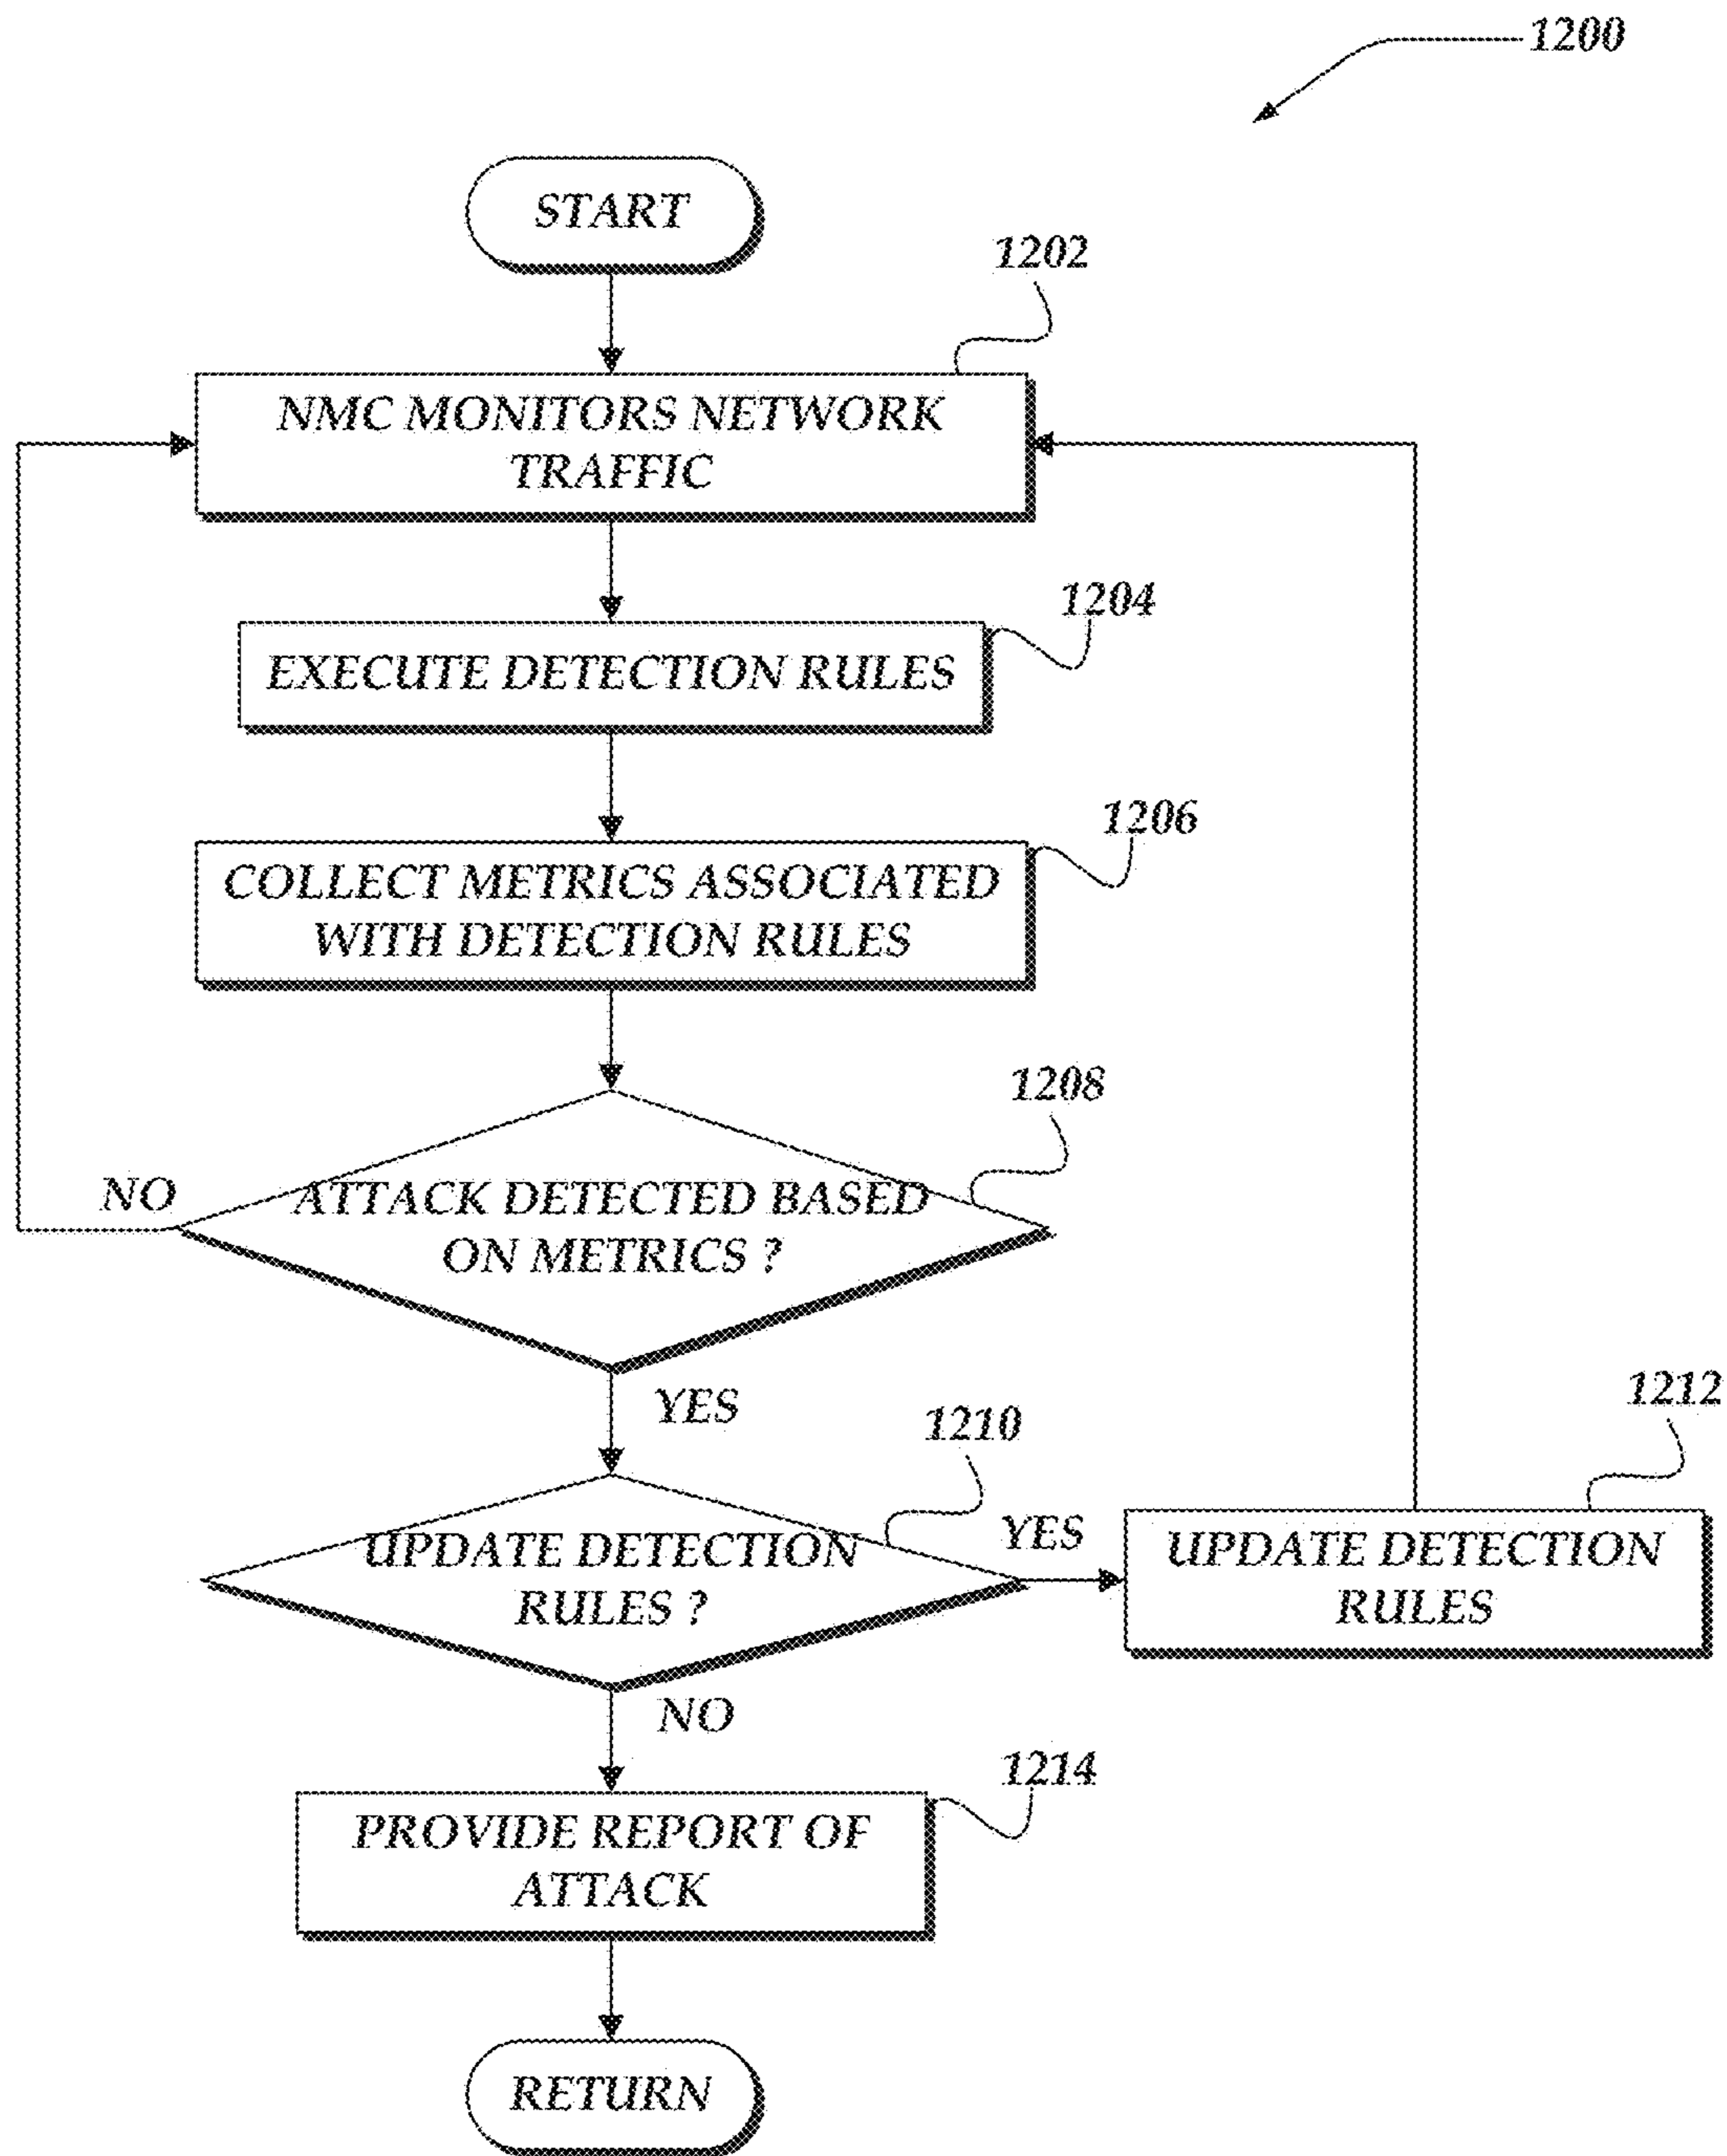 1200
START
1202
NMC MONITORS NETWORK
TRAFFIC
1204
EXECUTE DETECTION RULES
1206
COLLECT METRICS ASSOCIATED
WITH DETECTION RULES
1208
NO
ATTACK DETECTED BASED
ON METRICS ?
YES
1210
1212
UPDATE DETECTION
RULES ?
YES
UPDATE DETECTION
RULES
NO
1214
PROVIDE REPORT OF
ATTACK
RETURN